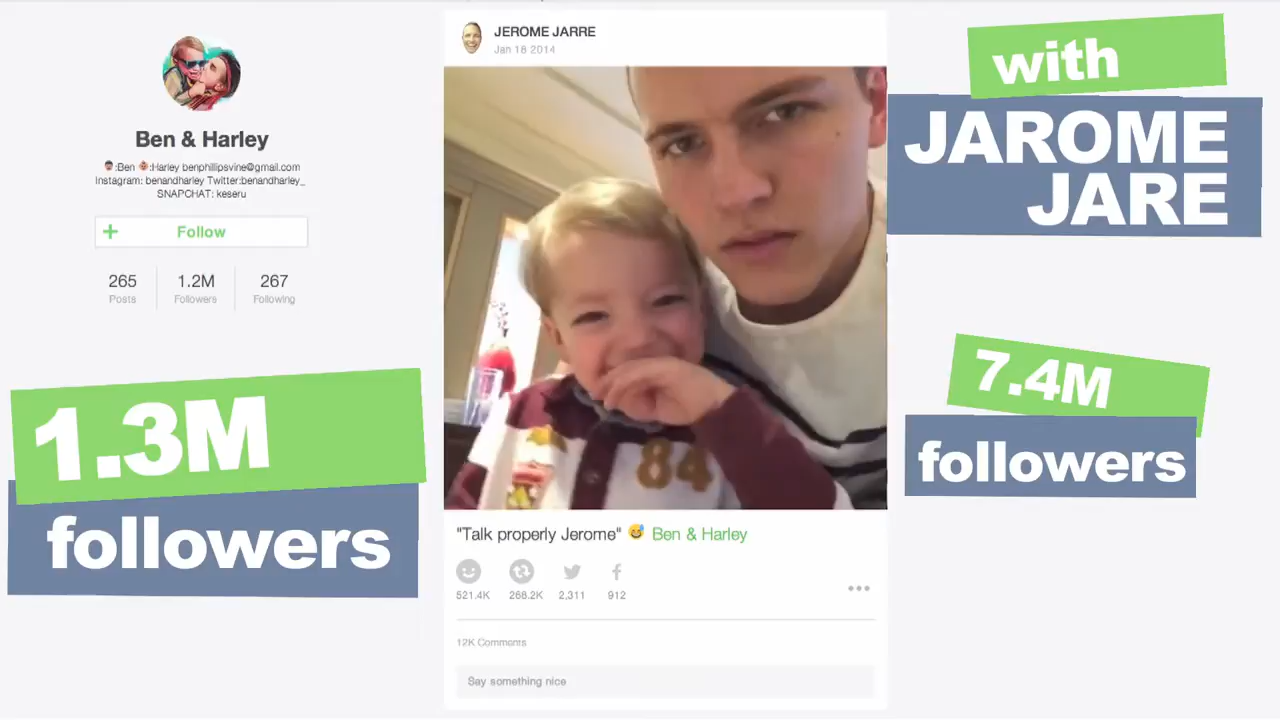 Ben & Harley
:Ben :Harley benphillipsvine@gmail.com
Instagram: benandharley Twitter:benandharley_
SNAPCHAT: keseru
+ Follow
265 1.2M 267
Posts Followers Following
1.3M
followers
JEROME JARRE
Jan 18 2014
84
"Talk properly Jerome" 😅 Ben & Harley
521.4K 268.2K 2,311 912
12K Comments
Say something nice
with
JAROME
JARE
7.4M
followers